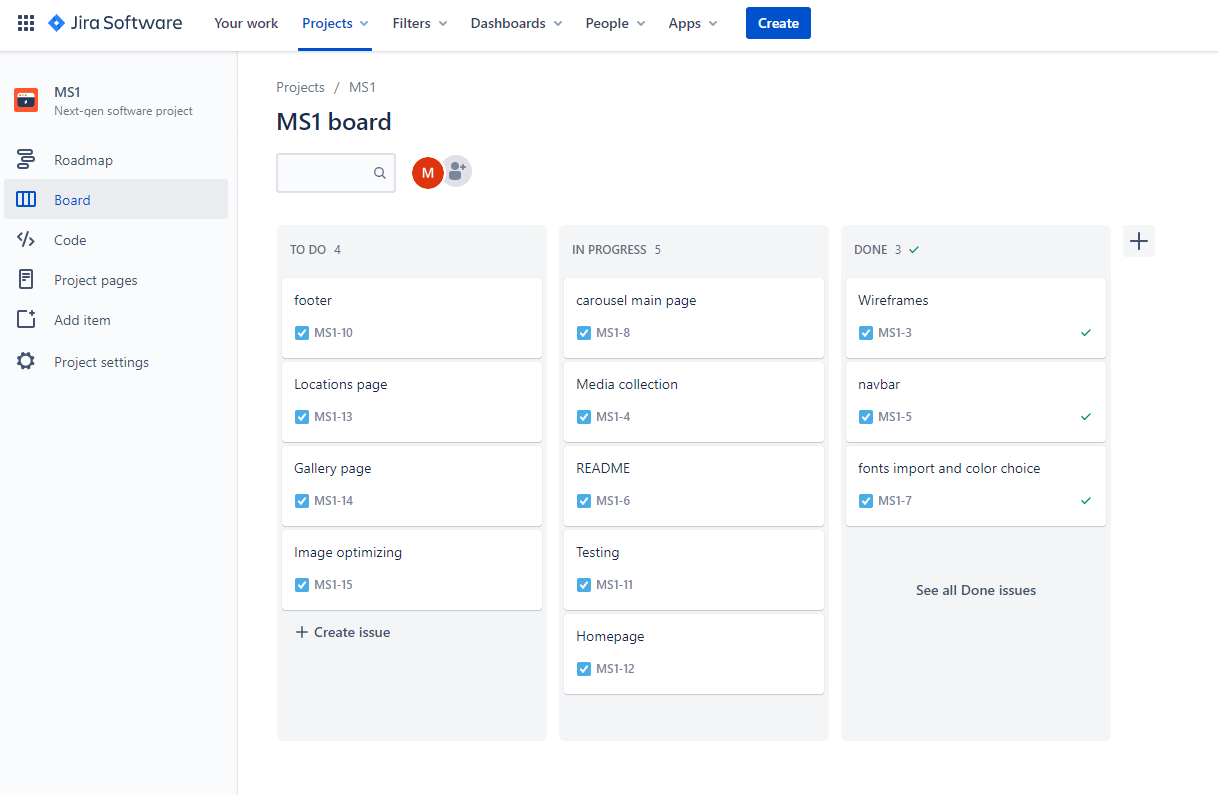 Jira Software Your work Projects Filters Dashboards People Apps Create
MS1
Next-gen software project
Roadmap
Board
Code
Project pages
Add item
Project settings
Projects / MS1
MS1 board
M
TO DO 4
footer
MS1-10
Locations page
MS1-13
Gallery page
MS1-14
Image optimizing
MS1-15
+ Create issue
IN PROGRESS 5
carousel main page
MS1-8
Media collection
MS1-4
README
MS1-6
Testing
MS1-11
Homepage
MS1-12
DONE 3
Wireframes
MS1-3
navbar
MS1-5
fonts import and color choice
MS1-7
See all Done issues